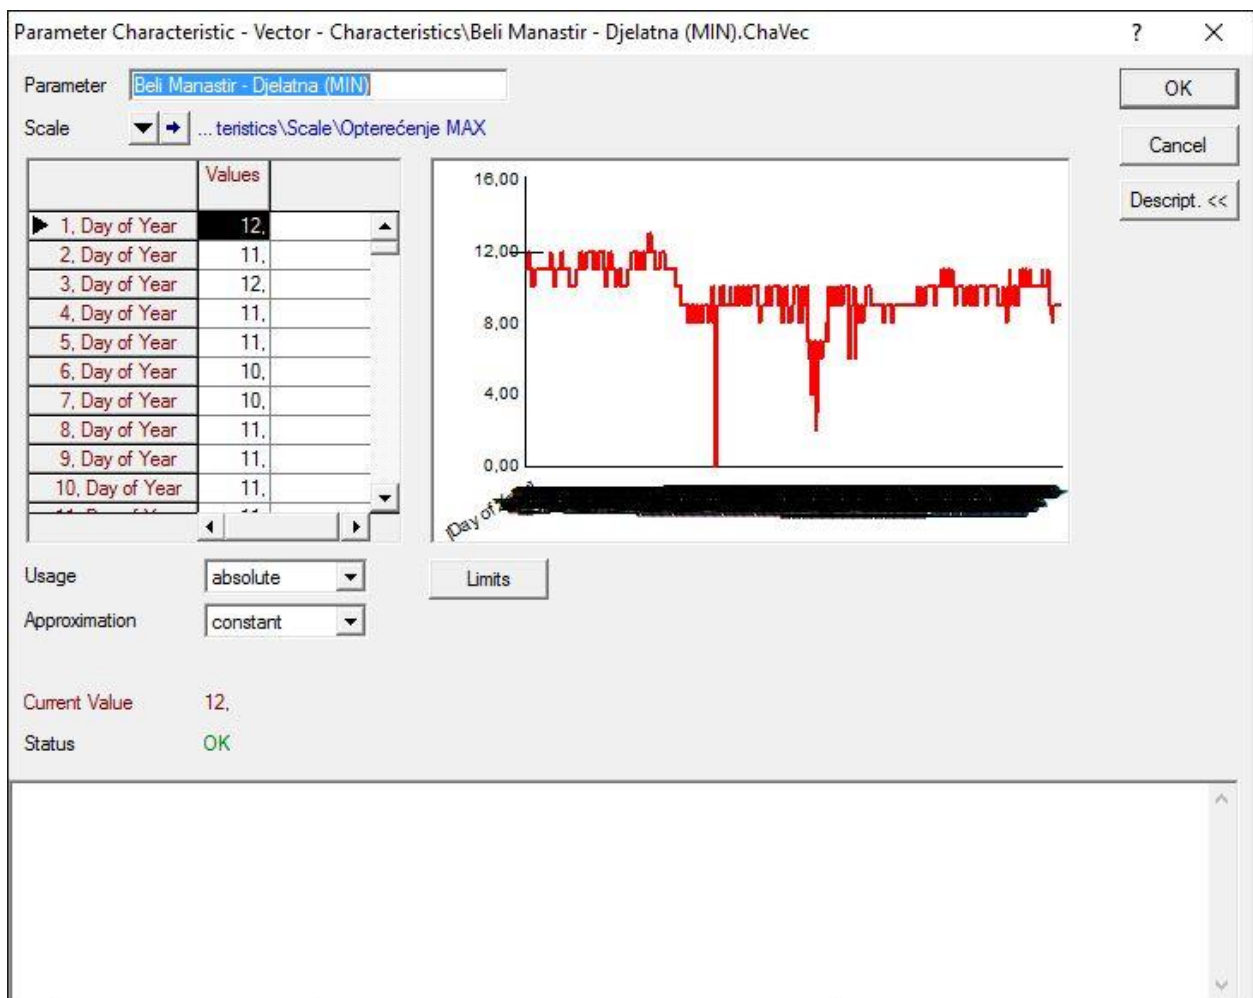 Parameter Characteristic - Vector - Characteristics\Beli Manastir - Djelatna (MIN).ChaVec ? ×
Parameter Beli Manastir - Djelatna (MIN)
OK
Scale ... teristics\Scale\Opterećenje MAX
Cancel
Descript. <<
Values
1, Day of Year 12,
2, Day of Year 11,
3, Day of Year 12,
4, Day of Year 11,
5, Day of Year 11,
6, Day of Year 10,
7, Day of Year 10,
8, Day of Year 11,
9, Day of Year 11,
10, Day of Year 11,
16,00
12,00
8,00
4,00
0,00
Usage absolute
Limits
Approximation constant
Current Value 12,
Status OK